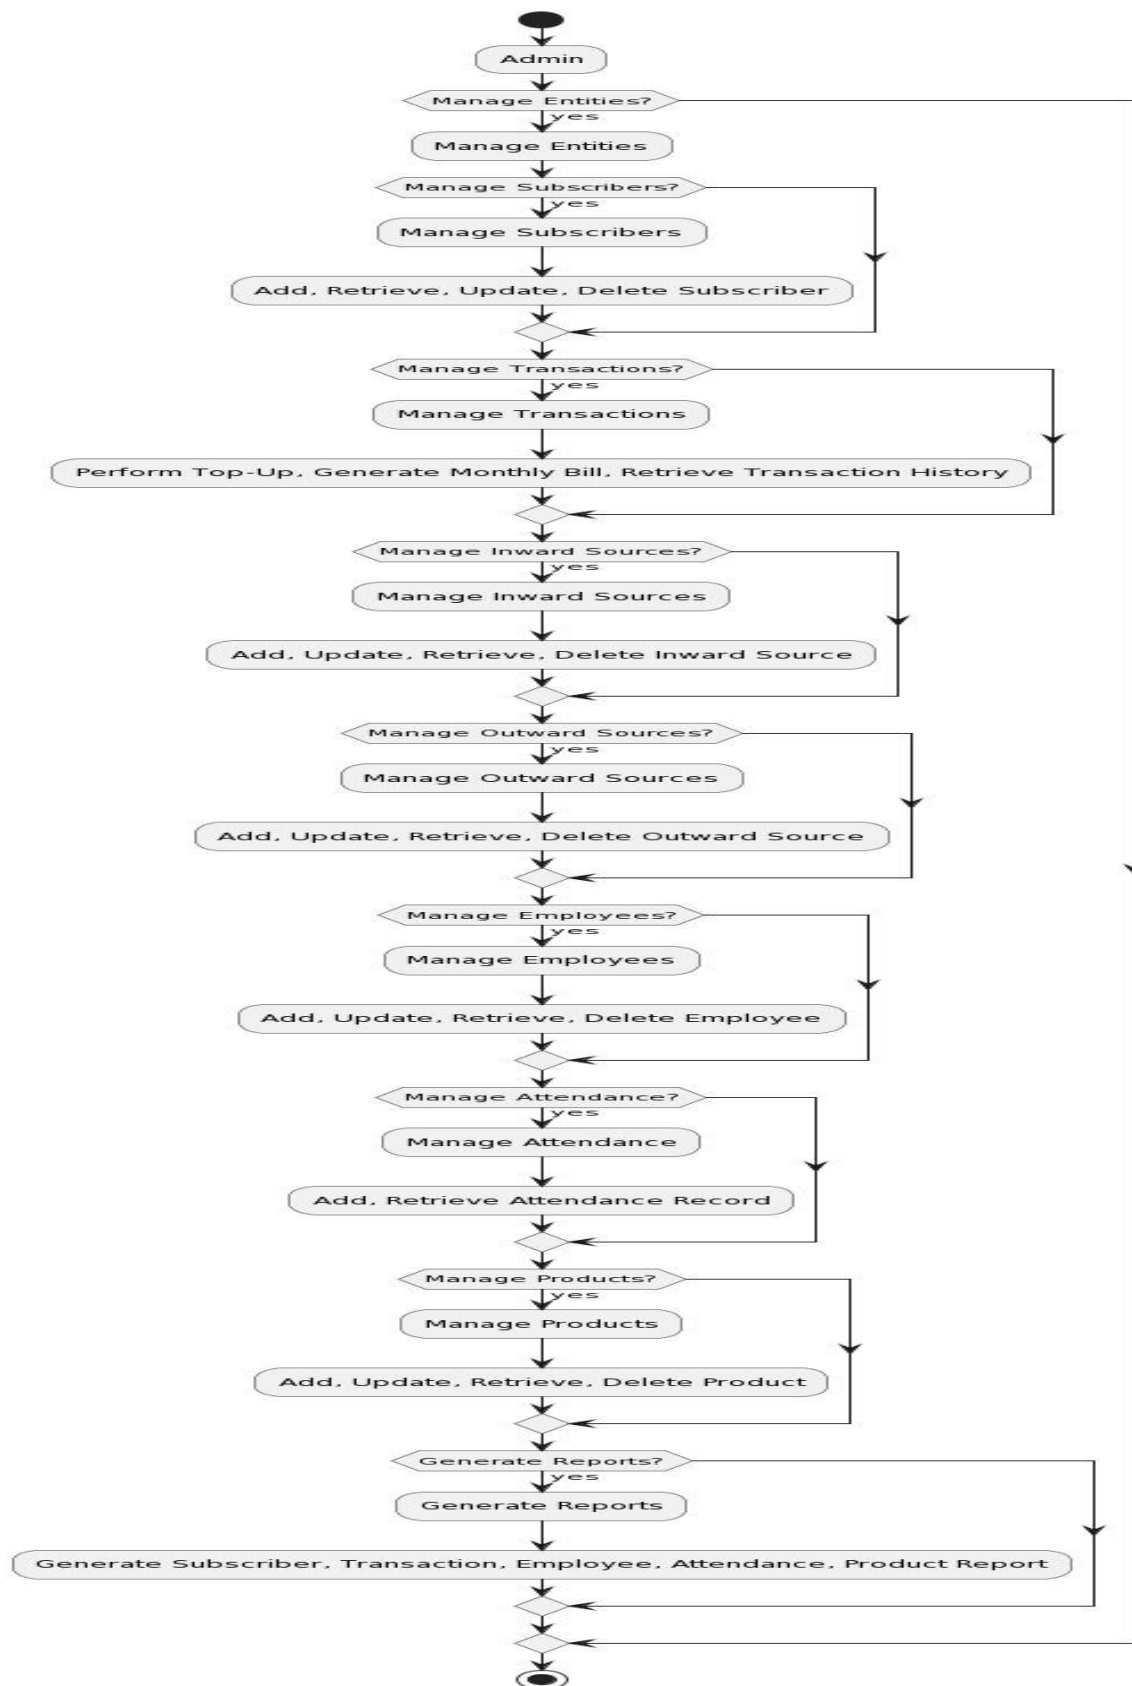 Admin
Manage Entities?
yes
Manage Entities
Manage Subscribers?
yes
Manage Subscribers
Add, Retrieve, Update, Delete Subscriber
Manage Transactions?
yes
Manage Transactions
Perform Top-Up, Generate Monthly Bill, Retrieve Transaction History
Manage Inward Sources?
yes
Manage Inward Sources
Add, Update, Retrieve, Delete Inward Source
Manage Outward Sources?
yes
Manage Outward Sources
Add, Update, Retrieve, Delete Outward Source
Manage Employees?
yes
Manage Employees
Add, Update, Retrieve, Delete Employee
Manage Attendance?
yes
Manage Attendance
Add, Retrieve Attendance Record
Manage Products?
yes
Manage Products
Add, Update, Retrieve, Delete Product
Generate Reports?
yes
Generate Reports
Generate Subscriber, Transaction, Employee, Attendance, Product Report